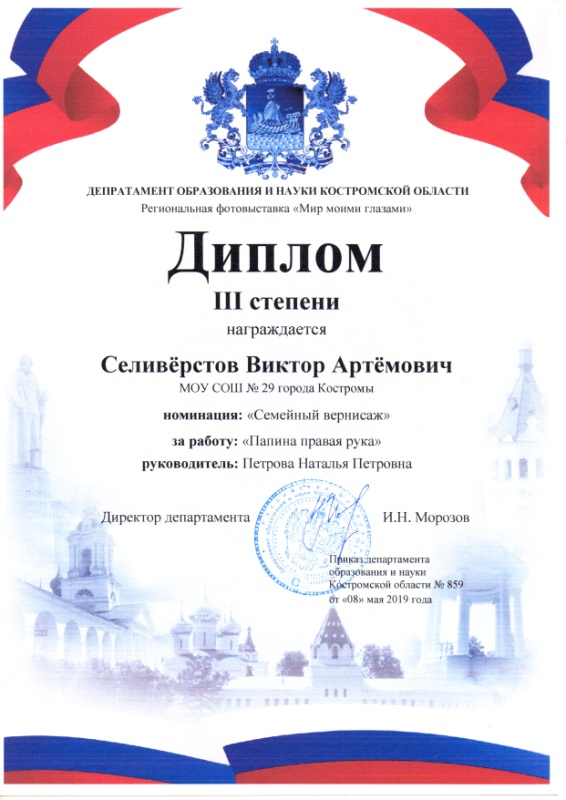 ДЕПРАТАМЕНТ ОБРАЗОВАНИЯ И НАУКИ КОСТРОМСКОЙ ОБЛАСТИ
Региональная фотовыставка «Мир моими глазами»
Диплом
III степени
награждается
Селивёрстов Виктор Артёмович
МОУ СОШ № 29 города Костромы
номинация: «Семейный вернисаж»
за работу: «Папина правая рука»
руководитель: Петрова Наталья Петровна
Директор департамента И.Н. Морозов
Приказ департамента
образования и науки
Костромской области № 859
от «08» мая 2019 года